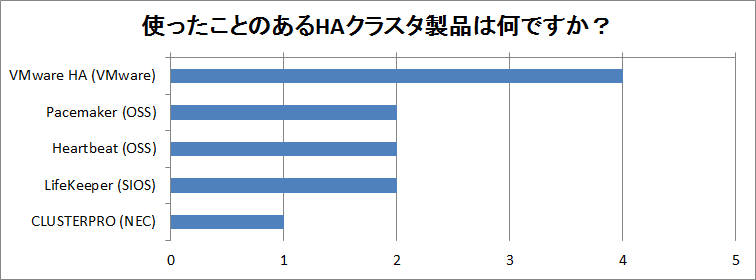 使ったことのあるHAクラスタ製品は何ですか？
VMware HA (VMware)
Pacemaker (OSS)
Heartbeat (OSS)
LifeKeeper (SIOS)
CLUSTERPRO (NEC)
0 1 2 3 4 5